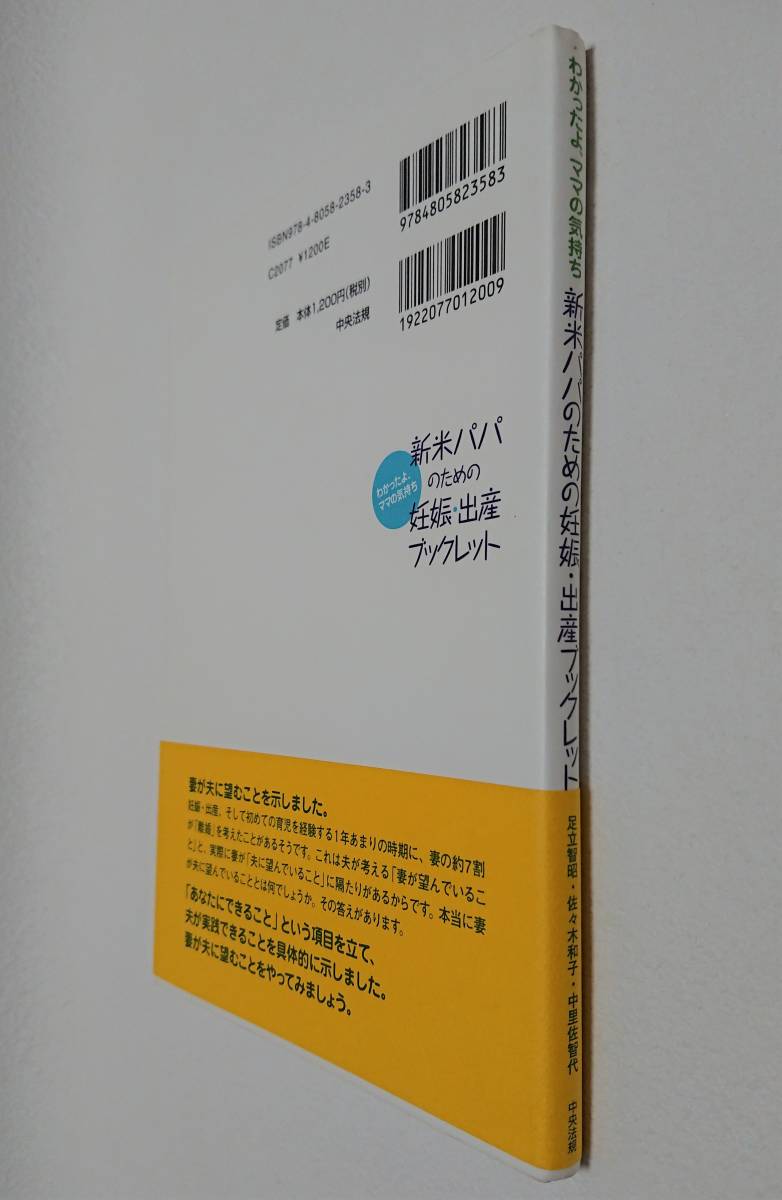 9784805823583
ISBN978-4-8058-2358-3
C2077 ¥1200E
定価 本体1,200円(税別)
中央法規
1922077012009
わかったよ、
ママの気持ち
新米パパ
のための
妊娠・出産
ブックレット
妻が夫に望むことを示しました。
妊娠・出産、そして初めての育児を経験する1年あまりの時期に、妻の約7割
が「離婚」を考えたことがあるそうです。これは夫が考える「妻が望んでいるこ
と」と、実際に妻が「夫に望んでいること」に隔たりがあるからです。本当に妻
が夫に望んでいることとは何でしょうか。その答えがあります。
「あなたにできること」という項目を立て、
夫が実践できることを具体的に示しました。
妻が夫に望むことをやってみましょう。
わかったよ、ママの気持ち 新米パパのための妊娠・出産ブックレット
足立智昭・佐々木和子・中里佐智代
中央法規